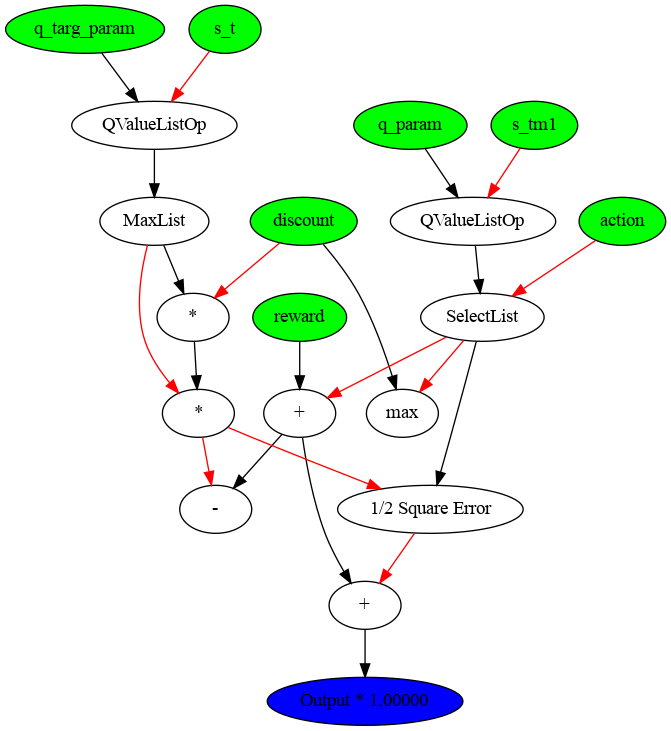 q_targ_param
s_t
QValueListOp
q_param
s_tm1
MaxList
discount
QValueListOp
action
*
reward
SelectList
*
+
max
-
1/2 Square Error
+
Output * 1.00000